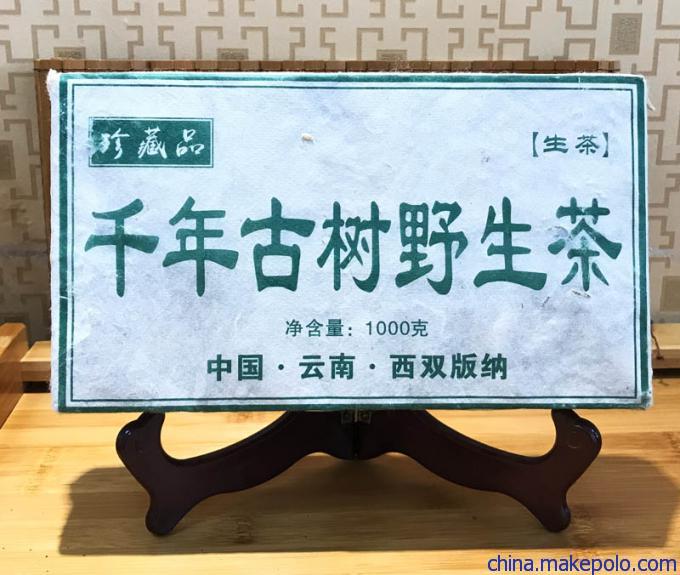 珍藏品
【生茶】
千年古树野生茶
净含量：1000克
中国·云南·西双版纳
china.makepolo.com